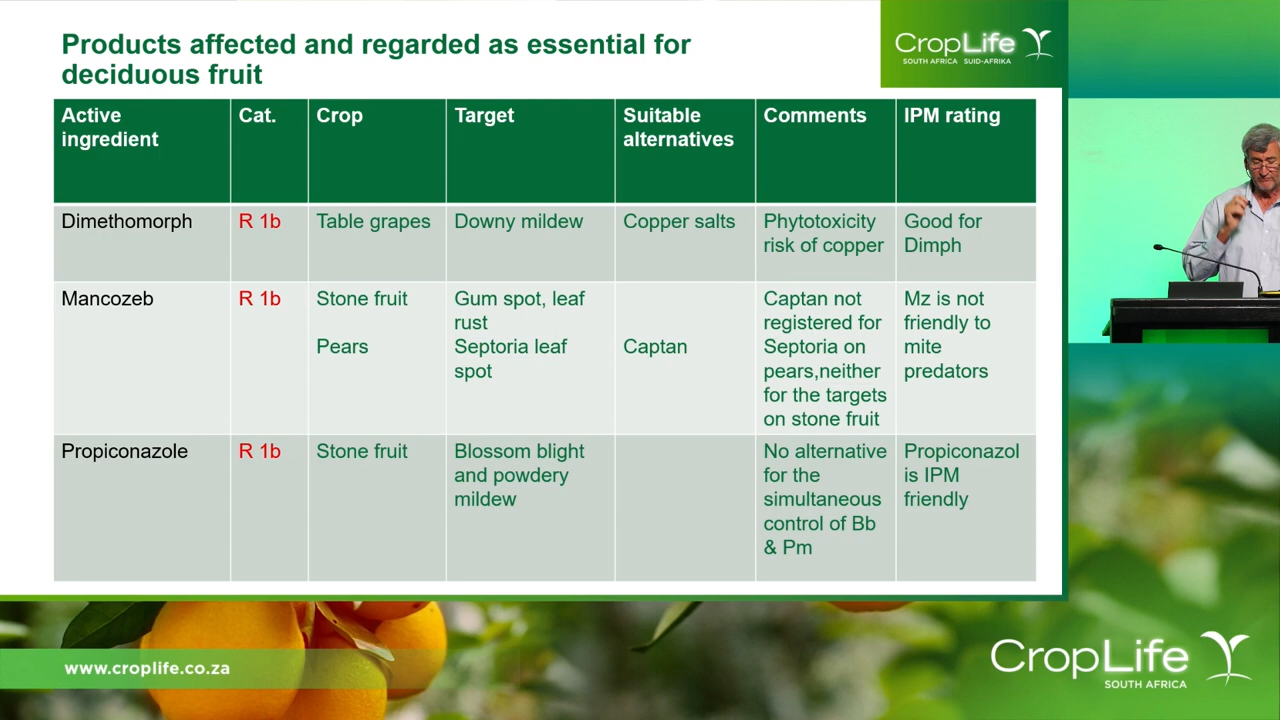 Products affected and regarded as essential for
deciduous fruit
CropLife
SOUTH AFRICA SUID-AFRIKA
Active
ingredient
Cat.
Crop
Target
Suitable
alternatives
Comments
IPM rating
Dimethomorph
R 1b
Table grapes
Downy mildew
Copper salts
Phytotoxicity
risk of copper
Good for
Dimph
Mancozeb
R 1b
Stone fruit
Pears
Gum spot, leaf
rust
Septoria leaf
spot
Captan
Captan not
registered for
Septoria on
pears,neither
for the targets
on stone fruit
Mz is not
friendly to
mite
predators
Propiconazole
R 1b
Stone fruit
Blossom blight
and powdery
mildew
No alternative
for the
simultaneous
control of Bb
& Pm
Propiconazol
is IPM
friendly
www.croplife.co.za
CropLife
SOUTH AFRICA